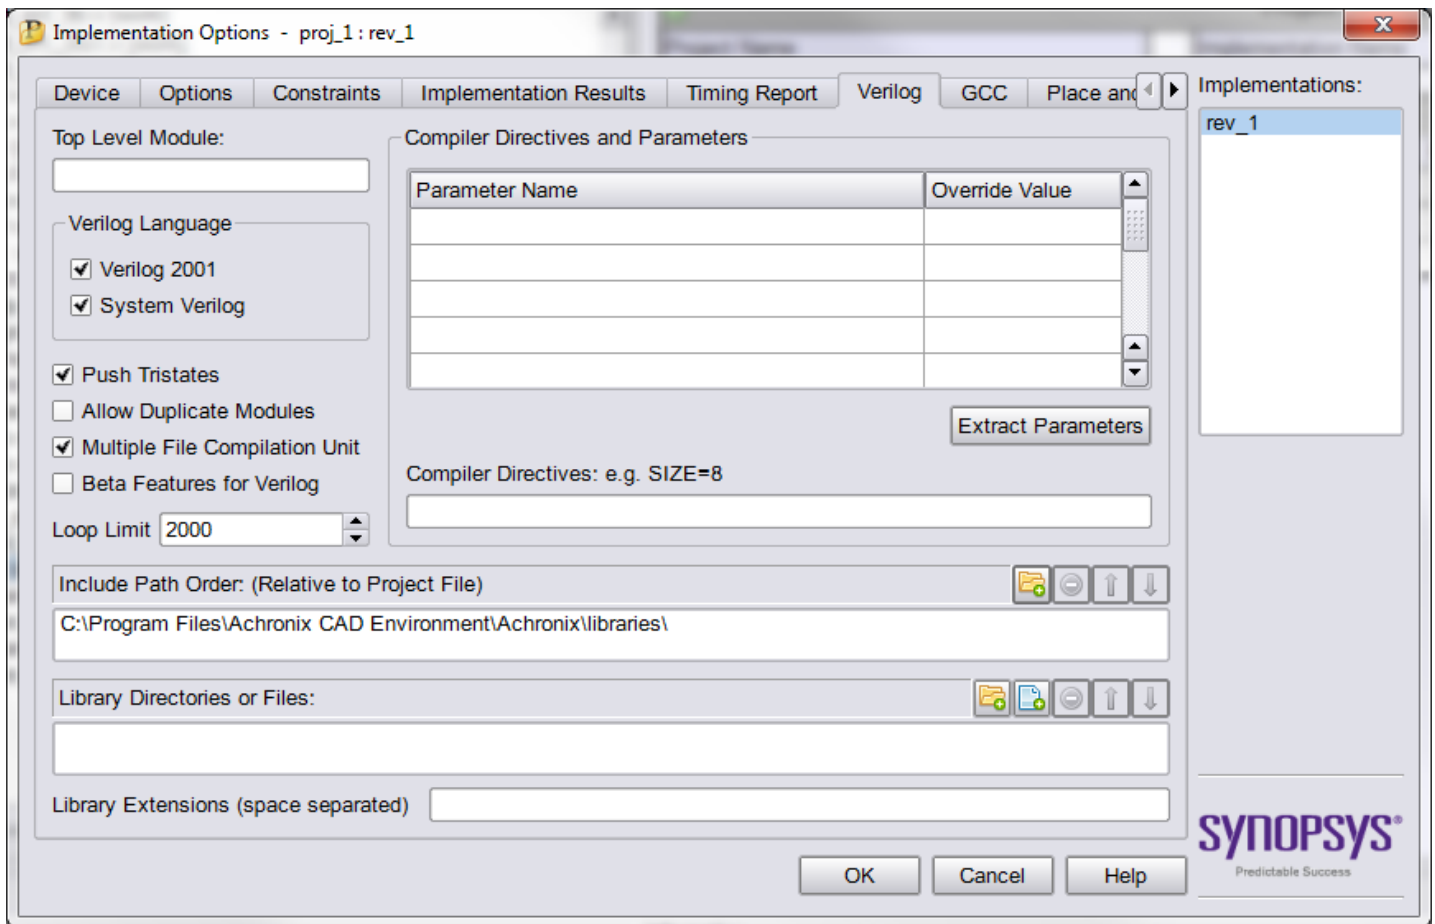 Implementation Options - proj_1 : rev_1
Device Options Constraints Implementation Results Timing Report Verilog GCC Place and
Implementations:
rev_1
Top Level Module:
Verilog Language
Verilog 2001
System Verilog
Push Tristates
Allow Duplicate Modules
Multiple File Compilation Unit
Beta Features for Verilog
Loop Limit 2000
Compiler Directives and Parameters
Parameter Name Override Value
Extract Parameters
Compiler Directives: e.g. SIZE=8
Include Path Order: (Relative to Project File)
C:\Program Files\Achronix CAD Environment\Achronix\libraries\
Library Directories or Files:
Library Extensions (space separated)
SYNOPSYS®
Predictable Success
OK Cancel Help